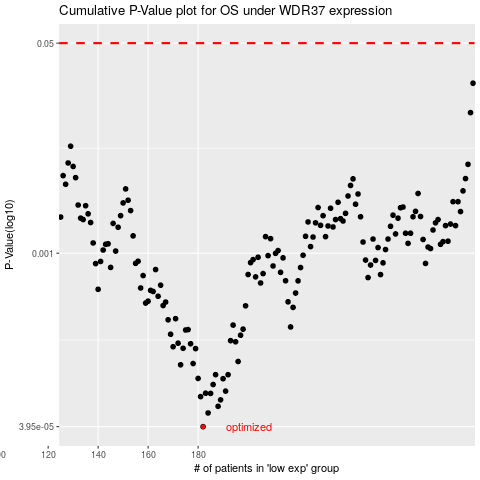 Cumulative P-Value plot for OS under WDR37 expression
P-Value(log10)
0.05
0.001
3.95e-05
optimized
00 120 140 160 180
# of patients in 'low exp' group